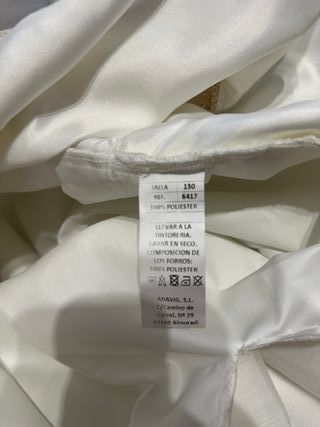 TALLA 130
REF. 6417
100% POLIESTER
LLEVAR A LA
TINTORERIA.
LAVAR EN SECO.
COMPOSICION DE
LOS FORROS:
100% POLIESTER
ANAVIG, S.L.
C/Camino de
Catral, Nº 29
03160 Almoradí